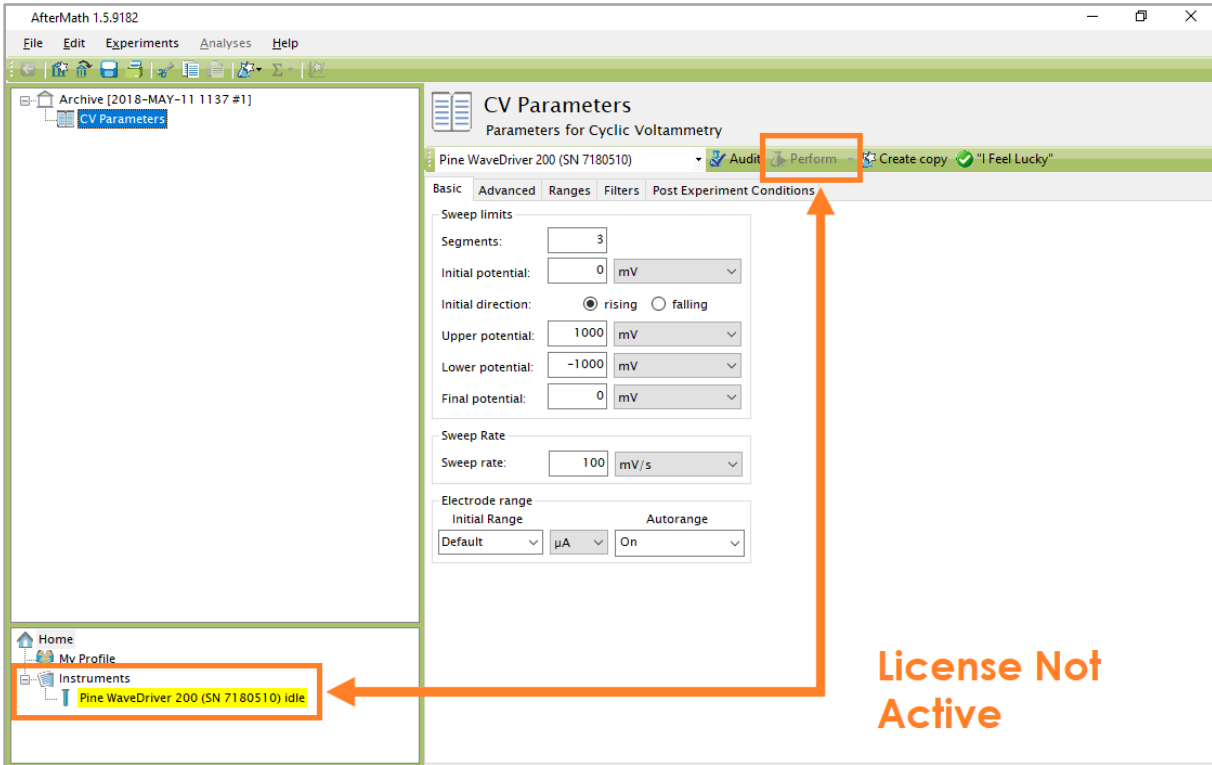 AfterMath 1.5.9182
File Edit Experiments Analyses Help
Archive [2018-MAY-11 1137 #1]
CV Parameters
CV Parameters
Parameters for Cyclic Voltammetry
Pine WaveDriver 200 (SN 7180510) Audit Perform Create copy "I Feel Lucky"
Basic Advanced Ranges Filters Post Experiment Conditions
Sweep limits
Segments: 3
Initial potential: 0 mV
Initial direction: rising falling
Upper potential: 1000 mV
Lower potential: -1000 mV
Final potential: 0 mV
Sweep Rate
Sweep rate: 100 mV/s
Electrode range
Initial Range Autorange
Default µA On
Home
My Profile
Instruments
Pine WaveDriver 200 (SN 7180510) idle
License Not
Active